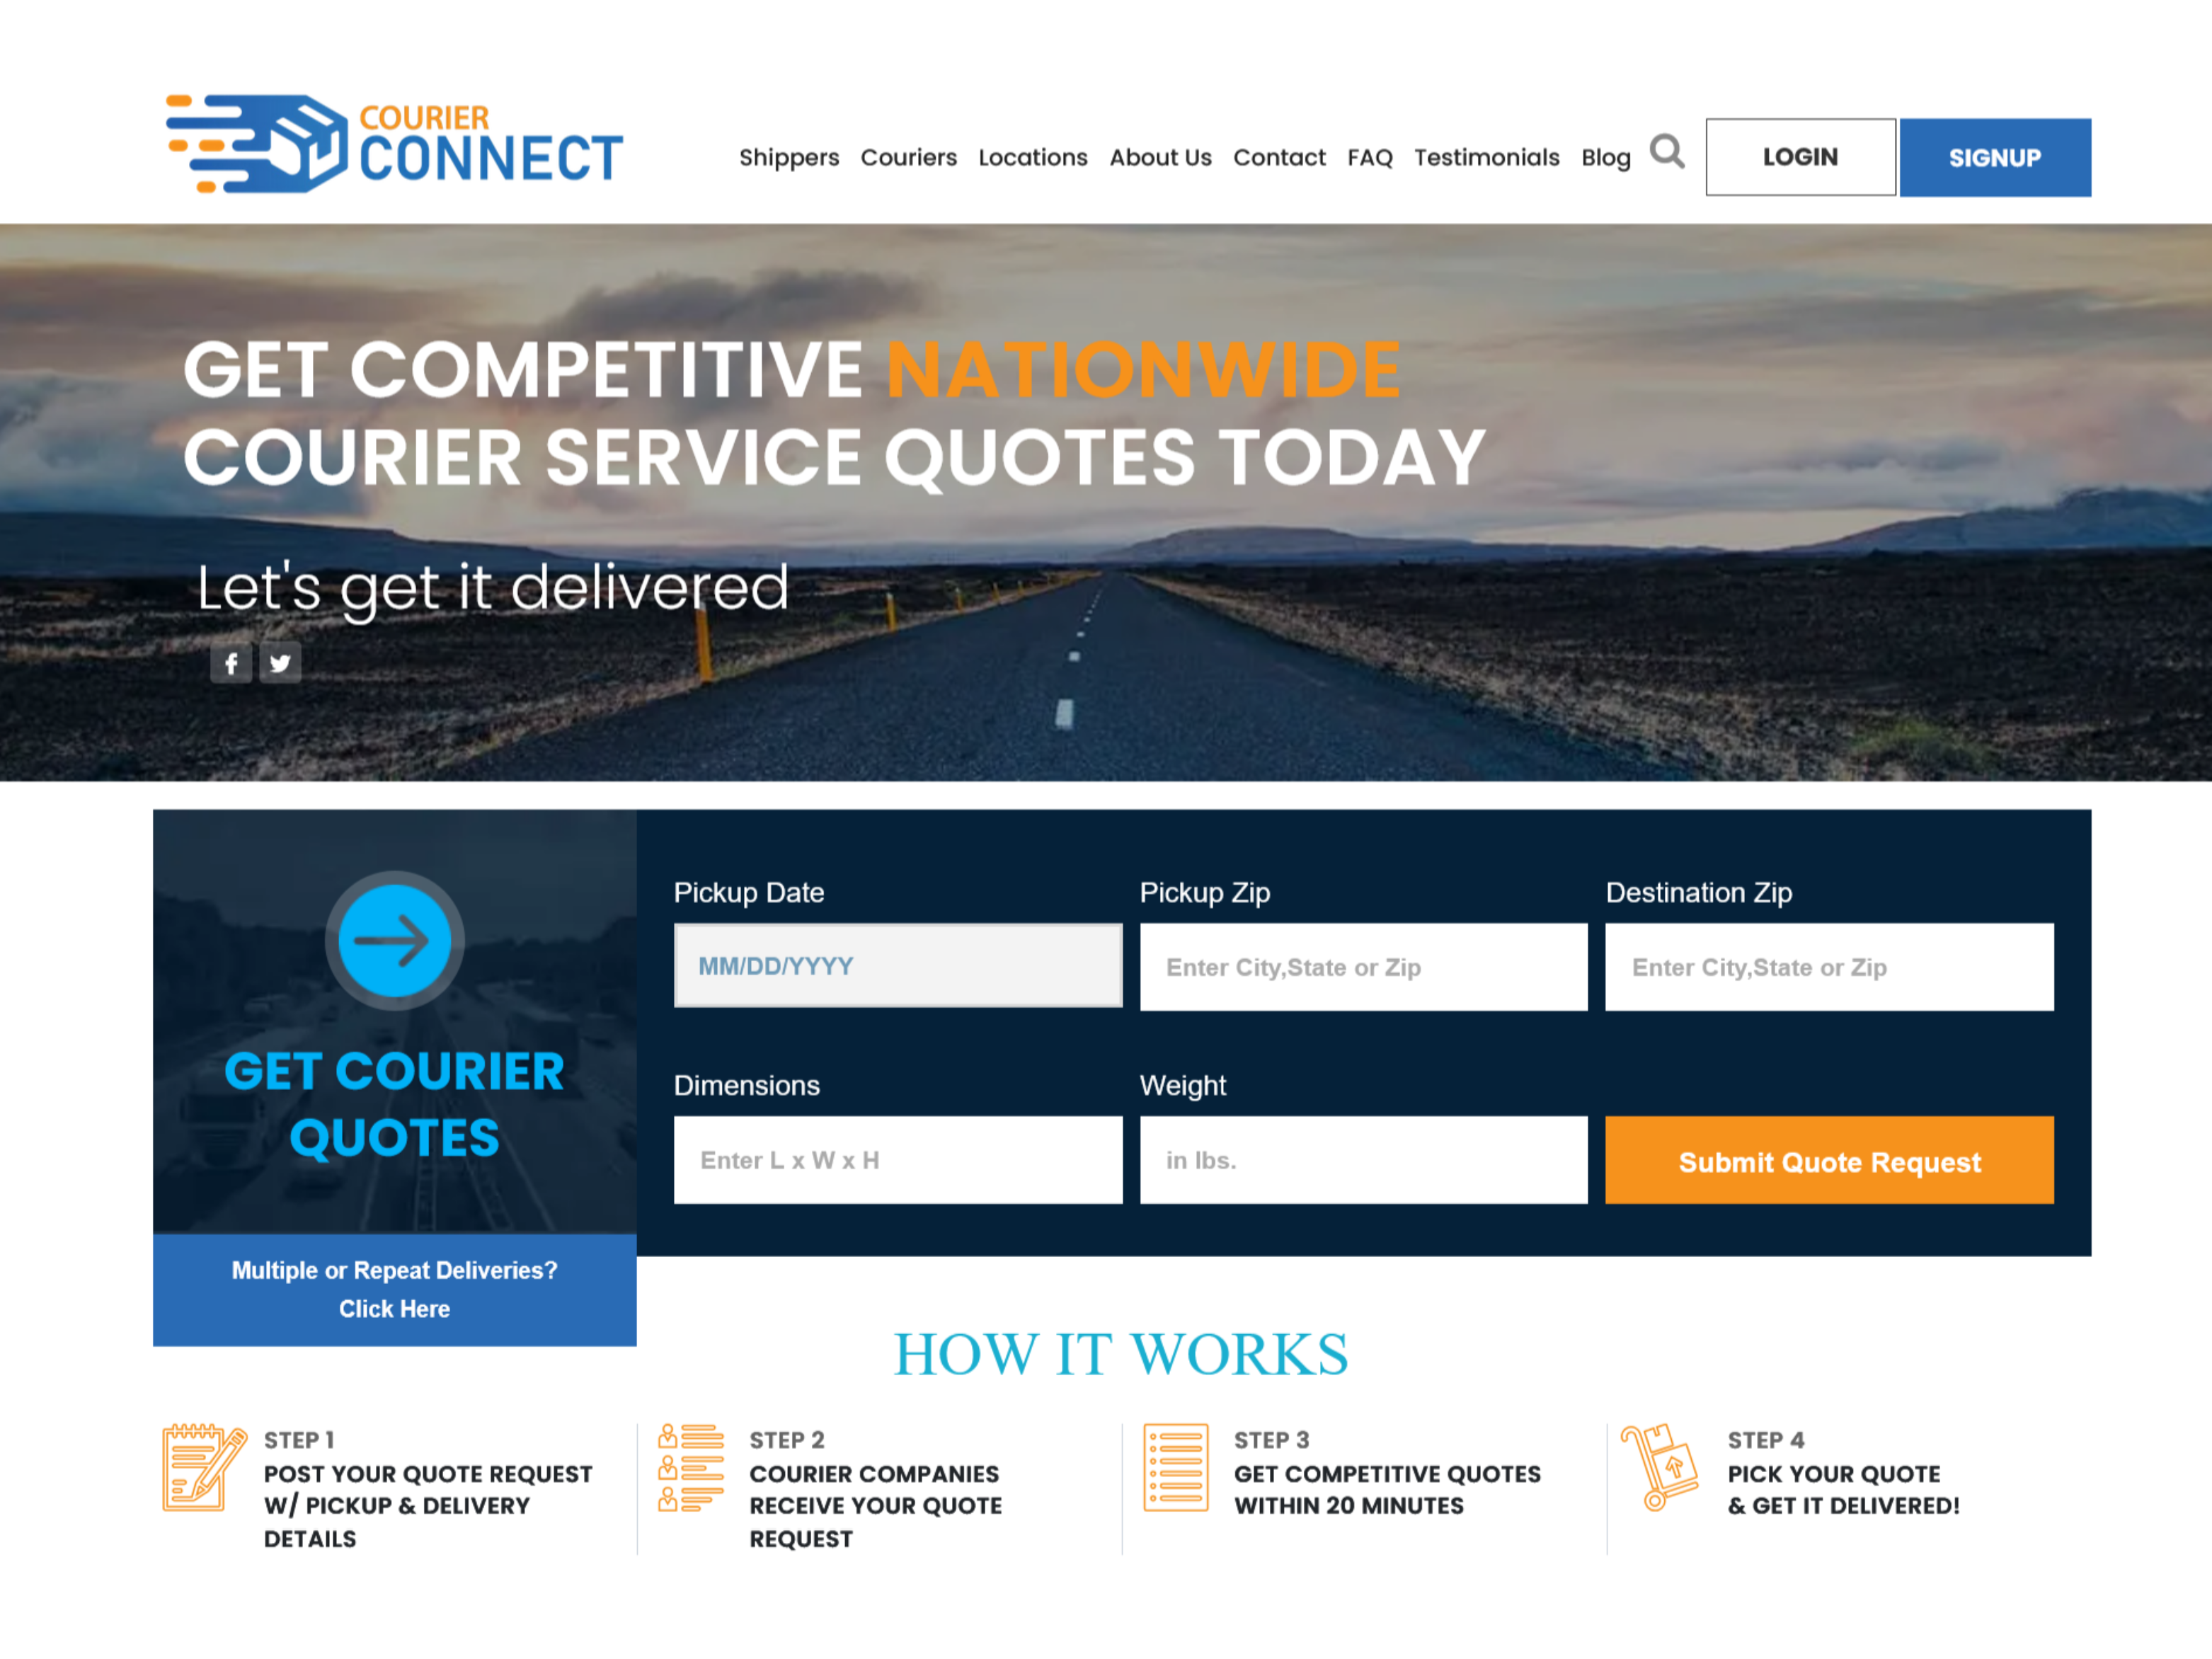 COURIER
CONNECT
Shippers Couriers Locations About Us Contact FAQ Testimonials Blog LOGIN SIGNUP
GET COMPETITIVE NATIONWIDE
COURIER SERVICE QUOTES TODAY
Let's get it delivered
GET COURIER
QUOTES
Multiple or Repeat Deliveries?
Click Here
Pickup Date Pickup Zip Destination Zip
MM/DD/YYYY Enter City,State or Zip Enter City,State or Zip
Dimensions Weight
Enter L x W x H in lbs. Submit Quote Request
HOW IT WORKS
STEP 1
POST YOUR QUOTE REQUEST
W/ PICKUP & DELIVERY
DETAILS
STEP 2
COURIER COMPANIES
RECEIVE YOUR QUOTE
REQUEST
STEP 3
GET COMPETITIVE QUOTES
WITHIN 20 MINUTES
STEP 4
PICK YOUR QUOTE
& GET IT DELIVERED!